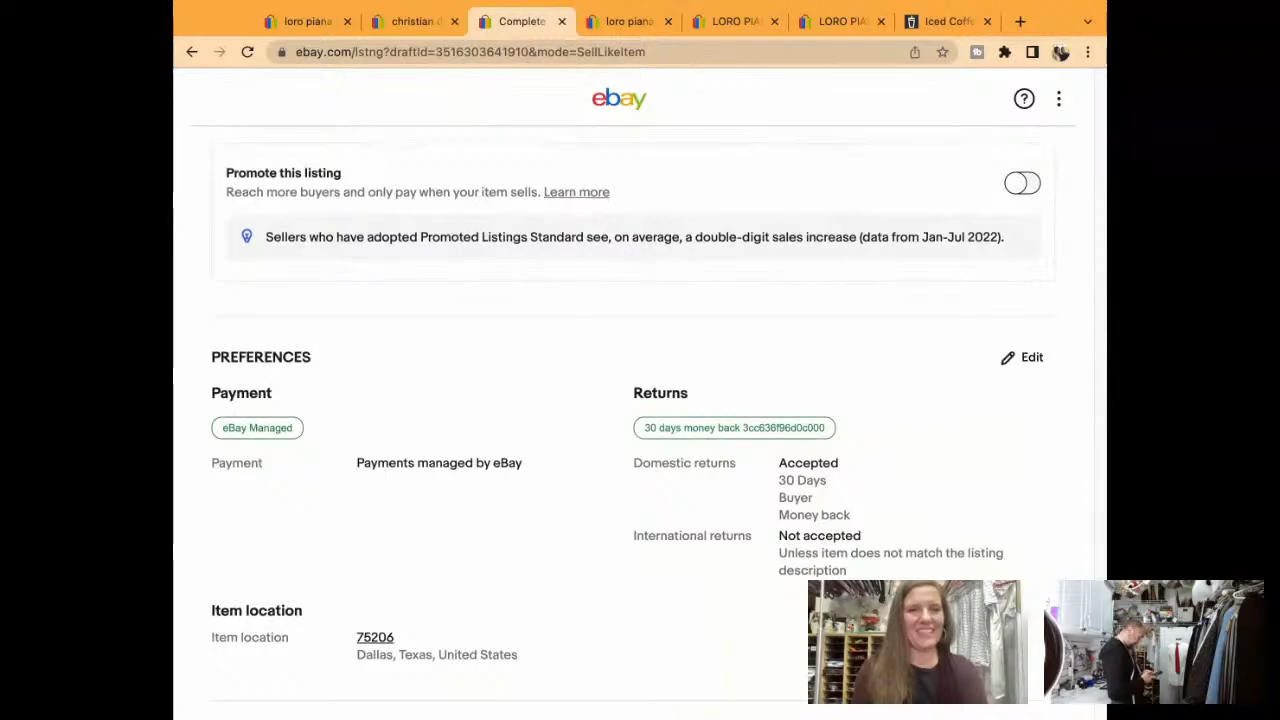 loro piana
christian d
Complete
loro piana
LORO PIA
LORO PIA
Iced Coffe
ebay.com/lstng?draftId=3516303641910&mode=SellLikeItem
ebay
Promote this listing
Reach more buyers and only pay when your item sells. Learn more
Sellers who have adopted Promoted Listings Standard see, on average, a double-digit sales increase (data from Jan-Jul 2022).
PREFERENCES
Edit
Payment
Returns
eBay Managed
30 days money back 3cc636f96d0c000
Payment
Payments managed by eBay
Domestic returns
Accepted
30 Days
Buyer
Money back
International returns
Not accepted
Unless item does not match the listing
description
Item location
Item location
75206
Dallas, Texas, United States